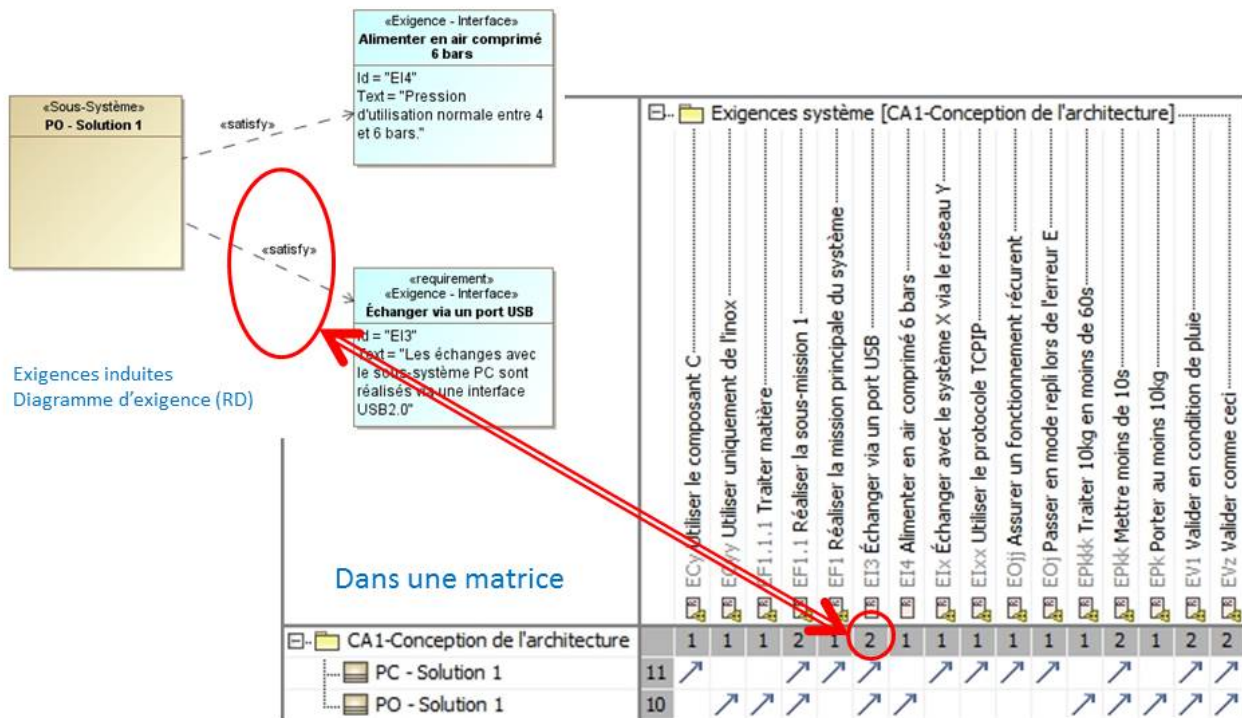 «Exigence - Interface»
Alimenter en air comprimé
6 bars
Id = "EI4"
Text = "Pression
d'utilisation normale entre 4
et 6 bars."
«Sous-Système»
PO - Solution 1
«satisfy»
«satisfy»
«requirement»
«Exigence - Interface»
Échanger via un port USB
Id = "EI3"
Text = "Les échanges avec
le sous-système PC sont
réalisés via une interface
USB2.0"
Exigences induites
Diagramme d'exigence (RD)
Dans une matrice
Exigences système [CA1-Conception de l'architecture]
ECy Utiliser le composant C
ECyy Utiliser uniquement de l'inox
EF1.1.1 Traiter matière
EF1.1 Réaliser la sous-mission 1
EF1 Réaliser la mission principale du système
EI3 Échanger via un port USB
EI4 Alimenter en air comprimé 6 bars
EIx Échanger avec le système X via le réseau Y
EIxx Utiliser le protocole TCPIP
EOjj Assurer un fonctionnement récurent
EOj Passer en mode repli lors de l'erreur E
EPkkk Traiter 10kg en moins de 60s
EPkk Mettre moins de 10s
EPk Porter au moins 10kg
EV1 Valider en condition de pluie
EVz Valider comme ceci
CA1-Conception de l'architecture 1 1 1 2 1 2 1 1 1 1 1 1 2 1 2 2
PC - Solution 1 11
PO - Solution 1 10